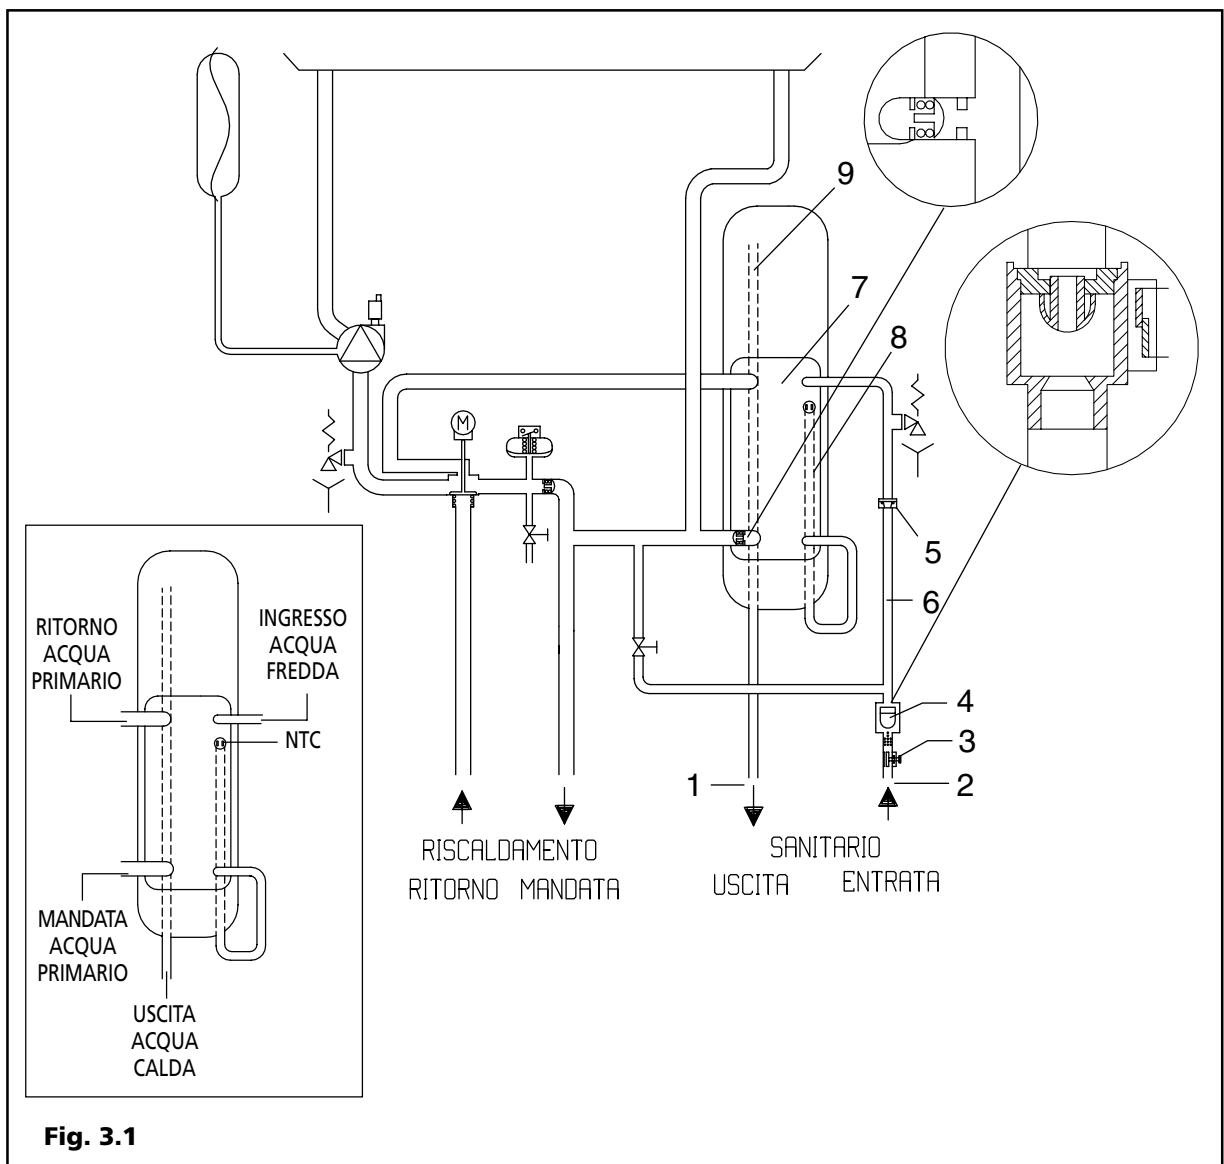 9
7
8
M
5
6
4
3
1
2
RISCALDAMENTO
RITORNO MANDATA
SANITARIO
USCITA ENTRATA
RITORNO
ACQUA
PRIMARIO
INGRESSO
ACQUA
FREDDA
NTC
MANDATA
ACQUA
PRIMARIO
USCITA
ACQUA
CALDA
Fig. 3.1